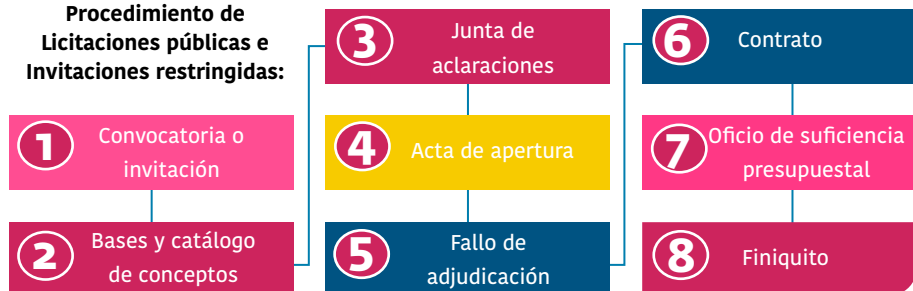 Procedimiento de
Licitaciones públicas e
Invitaciones restringidas:
1
Convocatoria o
invitación
2
Bases y catálogo
de conceptos
3
Junta de
aclaraciones
4
Acta de apertura
5
Fallo de
adjudicación
6
Contrato
7
Oficio de suficiencia
presupuestal
8
Finiquito